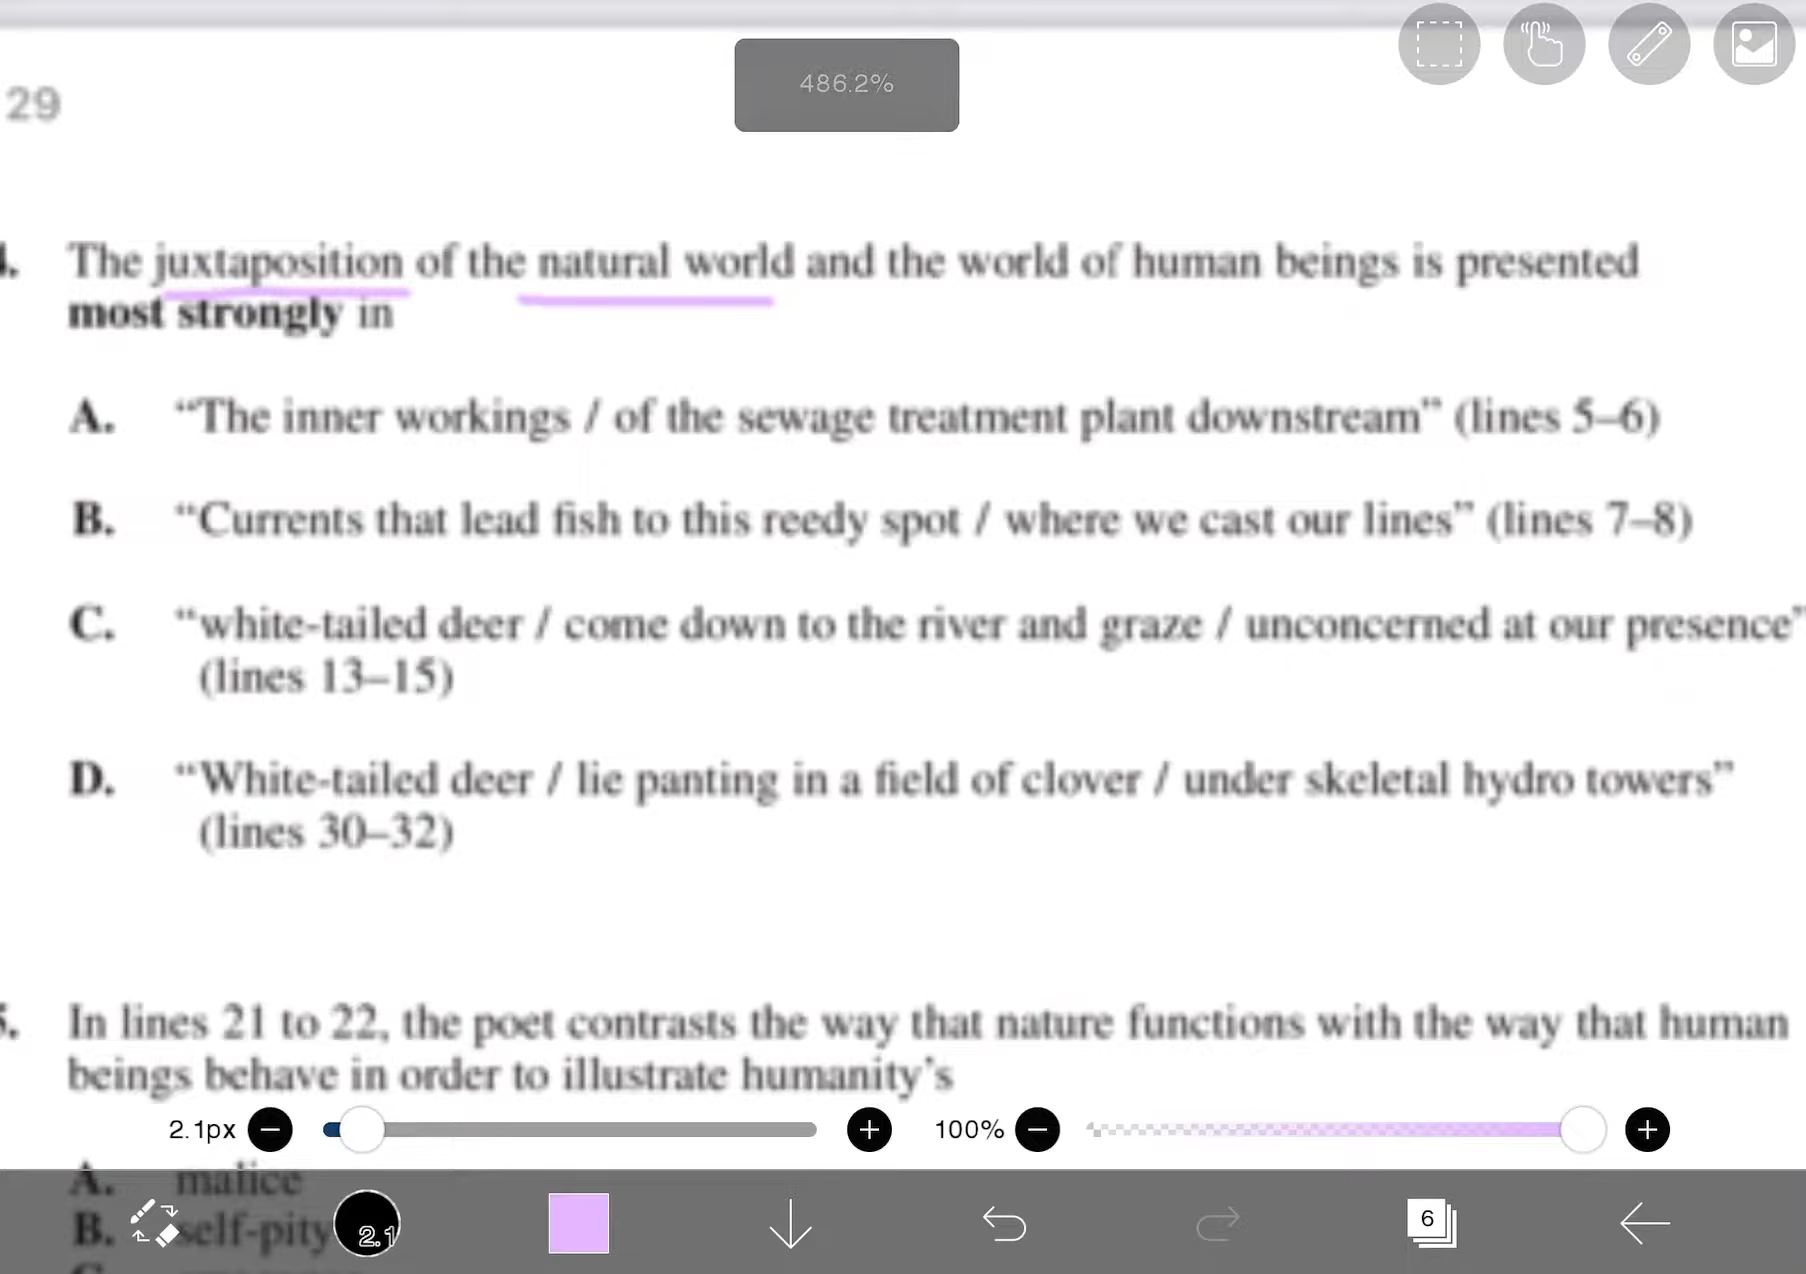 486.2%
29
The juxtaposition of the natural world and the world of human beings is presented
most strongly in
A. “The inner workings / of the sewage treatment plant downstream” (lines 5–6)
B. “Currents that lead fish to this reedy spot / where we cast our lines” (lines 7–8)
C. “white-tailed deer / come down to the river and graze / unconcerned at our presence”
(lines 13–15)
D. “White-tailed deer / lie panting in a field of clover / under skeletal hydro towers”
(lines 30–32)
In lines 21 to 22, the poet contrasts the way that nature functions with the way that human
beings behave in order to illustrate humanity’s
2.1px 100%
A. malice
B. self-pity
2.1 6